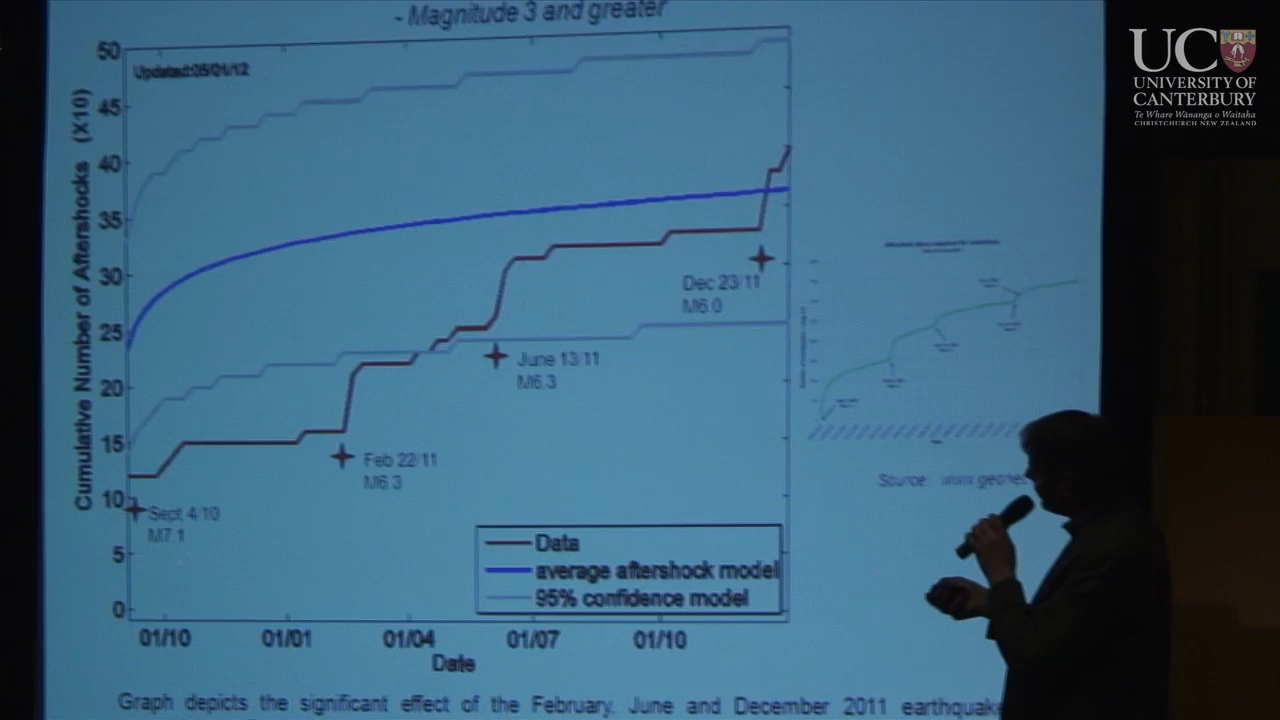 - Magnitude 3 and greater
UC
UNIVERSITY OF
CANTERBURY
Te Whare Wānanga o Waitaha
CHRISTCHURCH NEW ZEALAND
Updated:05/01/12
Cumulative Number of Aftershocks (X10)
50
45
40
35
30
25
20
15
10
5
0
Dec 23/11
M6.0
June 13/11
M6.3
Feb 22/11
M6.3
Sept 4/10
M7.1
Data
average aftershock model
95% confidence model
01/10
01/01
01/04
01/07
01/10
Date
Source: www.geone
Graph depicts the significant effect of the February, June and December 2011 earthquake